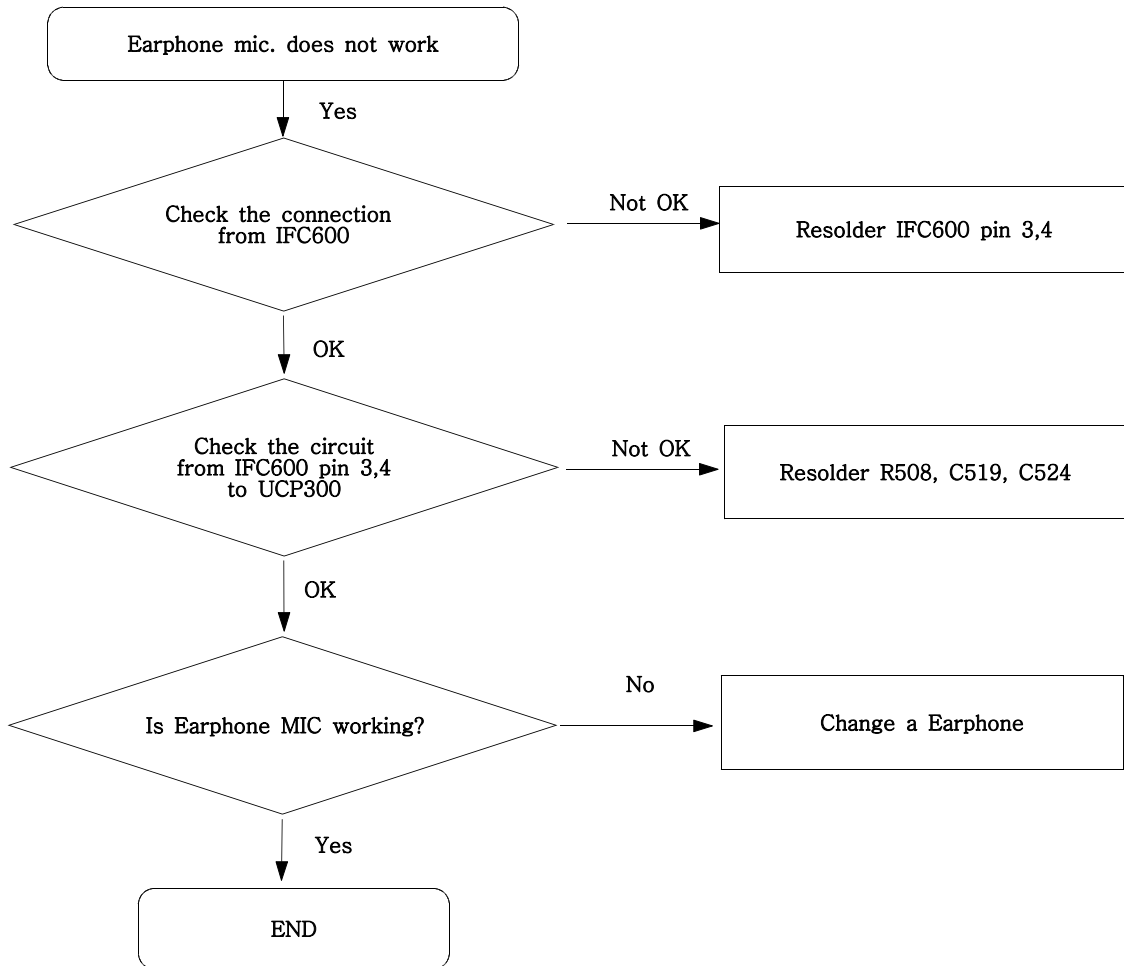 Earphone mic. does not work
Yes
Check the connection
from IFC600
Not OK
Resolder IFC600 pin 3,4
OK
Check the circuit
from IFC600 pin 3,4
to UCP300
Not OK
Resolder R508, C519, C524
OK
Is Earphone MIC working?
No
Change a Earphone
Yes
END